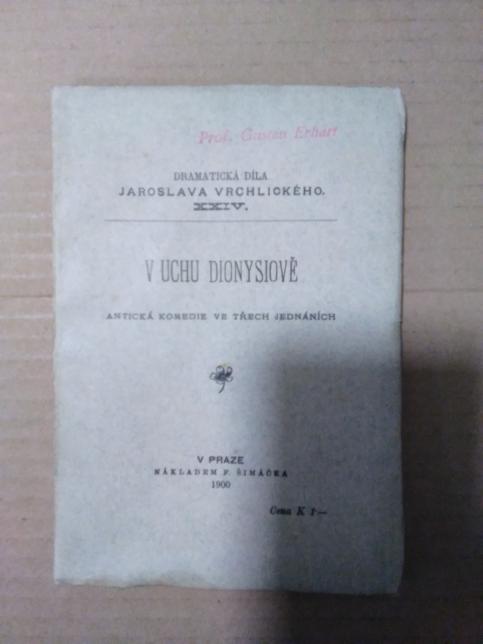 Prof. Gustav Erhart
DRAMATICKÁ DÍLA
JAROSLAVA VRCHLICKÉHO.
XXIV.
V UCHU DIONYSIOVĚ
ANTICKÁ KOMEDIE VE TŘECH JEDNÁNÍCH
V PRAZE
NÁKLADEM F. ŠIMÁČKA
1900
Cena K 1·—